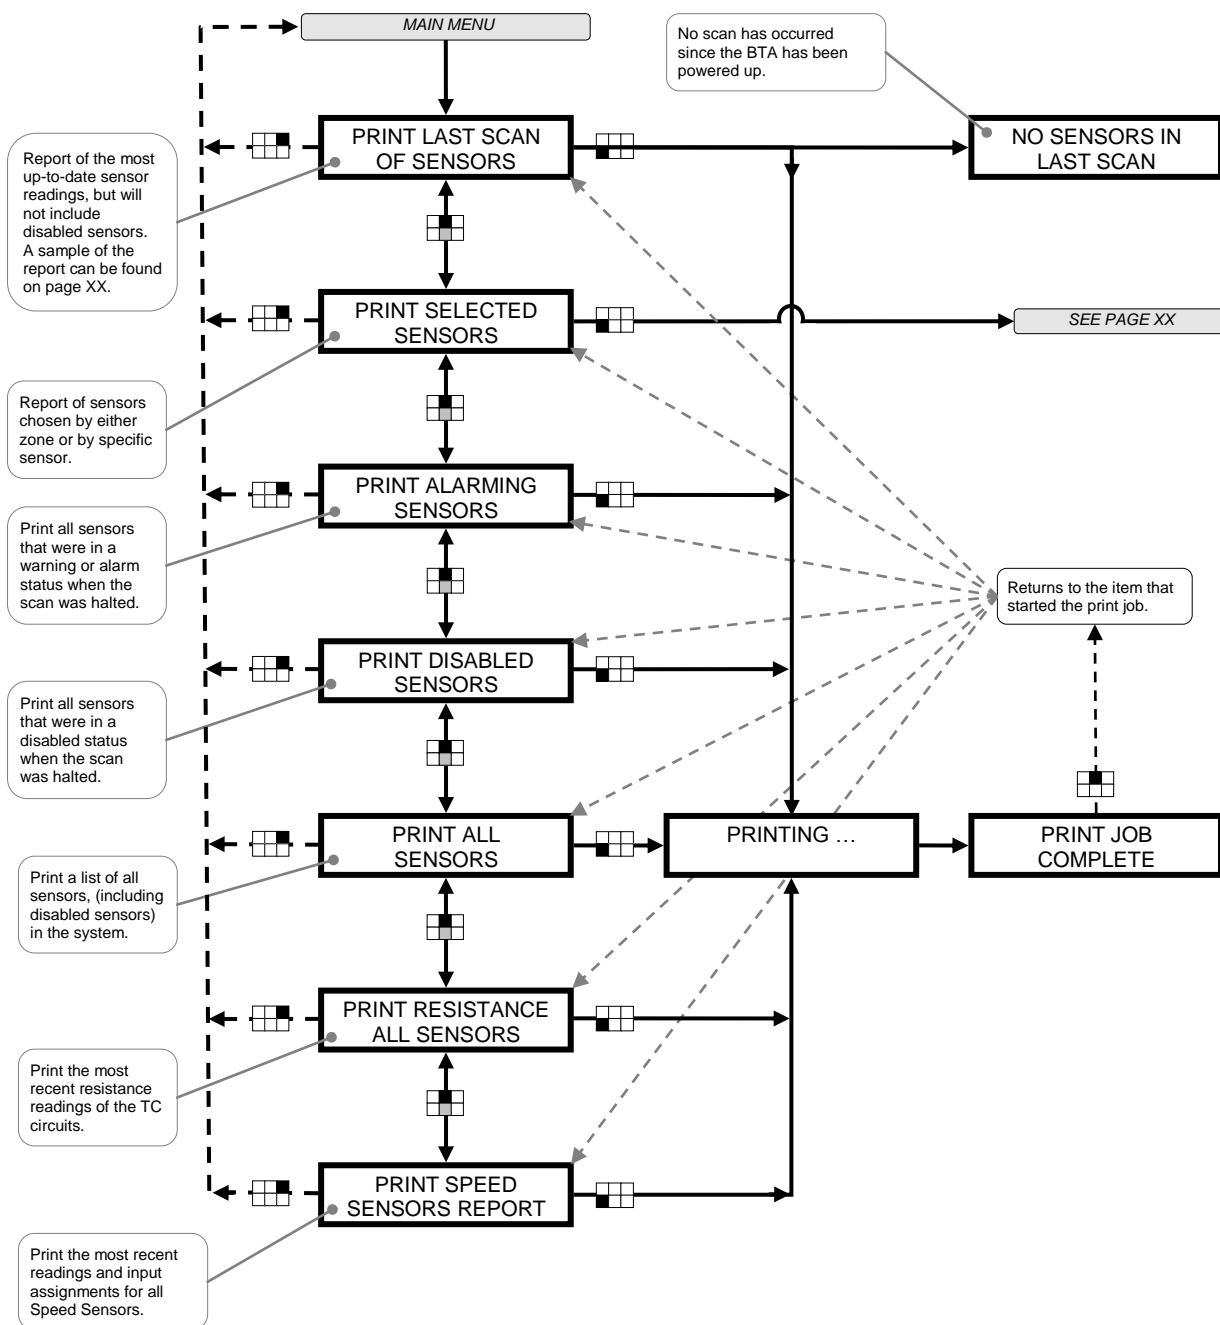 MAIN MENU
No scan has occurred
since the BTA has been
powered up.
PRINT LAST SCAN
OF SENSORS
NO SENSORS IN
LAST SCAN
Report of the most
up-to-date sensor
readings, but will
not include
disabled sensors.
A sample of the
report can be found
on page XX.
PRINT SELECTED
SENSORS
SEE PAGE XX
Report of sensors
chosen by either
zone or by specific
sensor.
PRINT ALARMING
SENSORS
Print all sensors
that were in a
warning or alarm
status when the
scan was halted.
Returns to the item that
started the print job.
PRINT DISABLED
SENSORS
Print all sensors
that were in a
disabled status
when the scan
was halted.
PRINT ALL
SENSORS
PRINTING …
PRINT JOB
COMPLETE
Print a list of all
sensors, (including
disabled sensors)
in the system.
PRINT RESISTANCE
ALL SENSORS
Print the most
recent resistance
readings of the TC
circuits.
PRINT SPEED
SENSORS REPORT
Print the most recent
readings and input
assignments for all
Speed Sensors.